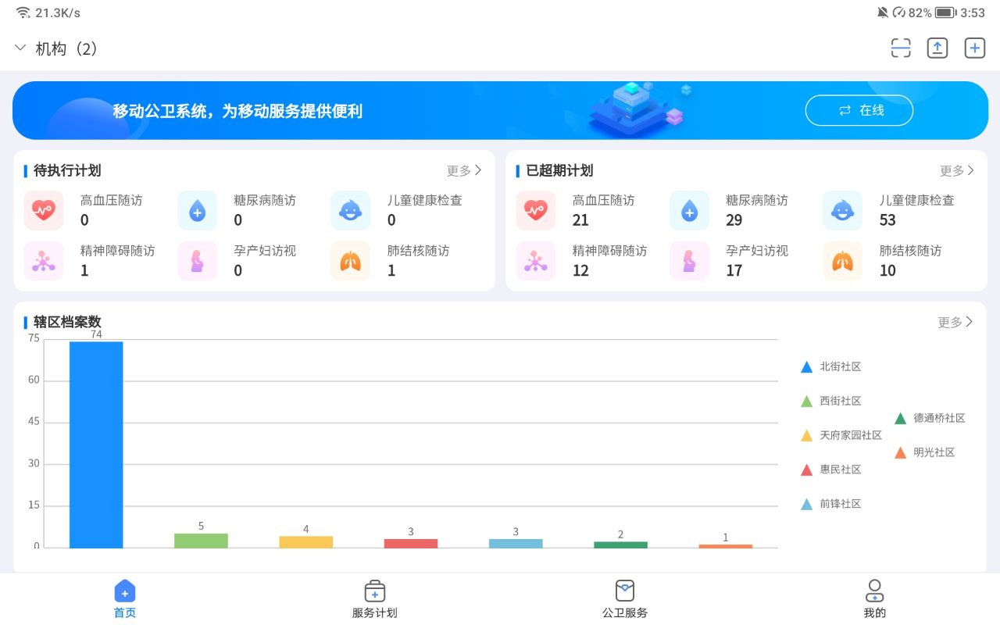 21.3K/s
82%
3:53
机构（2）
移动公卫系统，为移动服务提供便利
在线
待执行计划
更多
高血压随访
0
糖尿病随访
0
儿童健康检查
0
精神障碍随访
1
孕产妇访视
0
肺结核随访
1
已超期计划
更多
高血压随访
21
糖尿病随访
29
儿童健康检查
53
精神障碍随访
12
孕产妇访视
17
肺结核随访
10
辖区档案数
更多
75
60
45
30
15
0
74
5
4
3
3
2
1
北街社区
西街社区
天府家园社区
惠民社区
前锋社区
德通桥社区
明光社区
首页
服务计划
公卫服务
我的